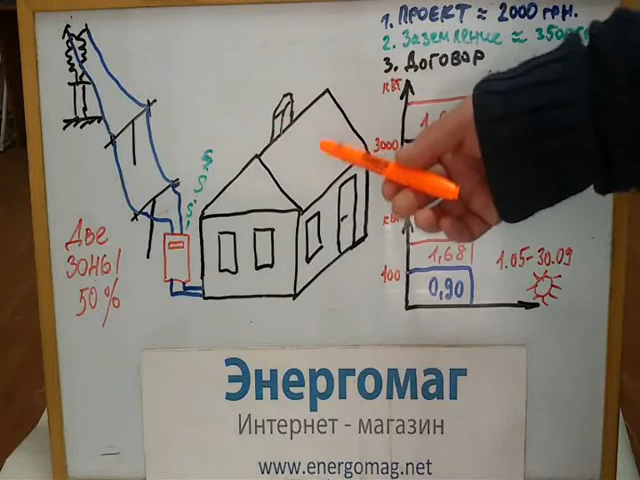 1. ПРОЕКТ ≈ 2000 ГРН.
2. Заземление ≈
3. Договор
КВТ
3000
ДВЕ
ЗОНЫ
50%
1,68
100
0,90
1.05-30.09
Энергомаг
Интернет - магазин
www.energomag.net